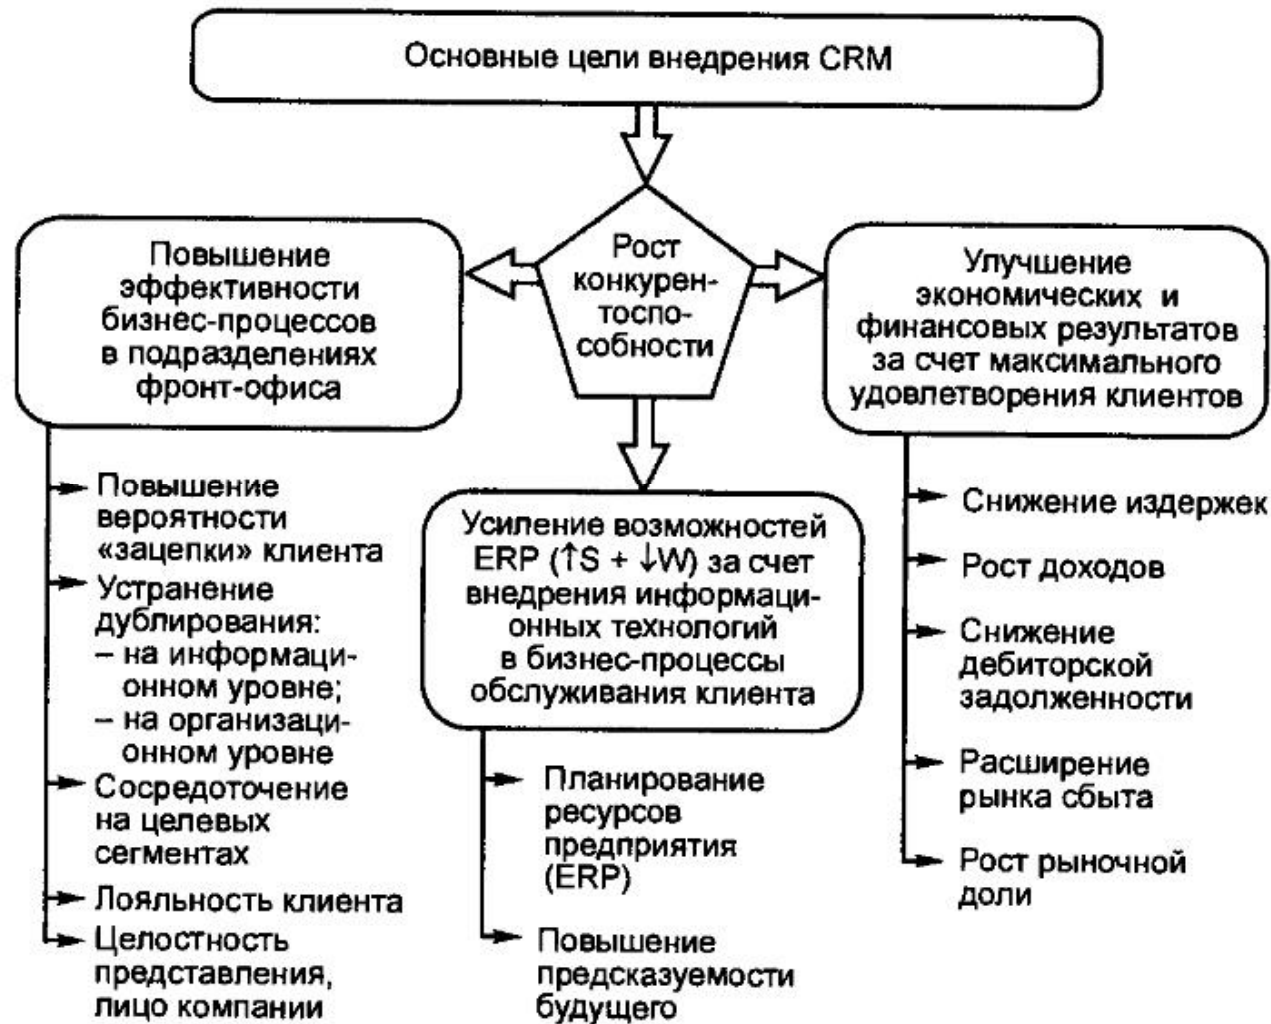 Основные цели внедрения CRM
Рост
конкурен-
тоспо-
собности
Повышение
эффективности
бизнес-процессов
в подразделениях
фронт-офиса
Повышение
вероятности
«зацепки» клиента
Устранение
дублирования:
– на информаци-
онном уровне;
– на организаци-
онном уровне
Сосредоточение
на целевых
сегментах
Лояльность клиента
Целостность
представления,
лицо компании
Усиление возможностей
ERP (↑S + ↓W) за счет
внедрения информаци-
онных технологий
в бизнес-процессы
обслуживания клиента
Планирование
ресурсов
предприятия
(ERP)
Повышение
предсказуемости
будущего
Улучшение
экономических и
финансовых результатов
за счет максимального
удовлетворения клиентов
Снижение издержек
Рост доходов
Снижение
дебиторской
задолженности
Расширение
рынка сбыта
Рост рыночной
доли